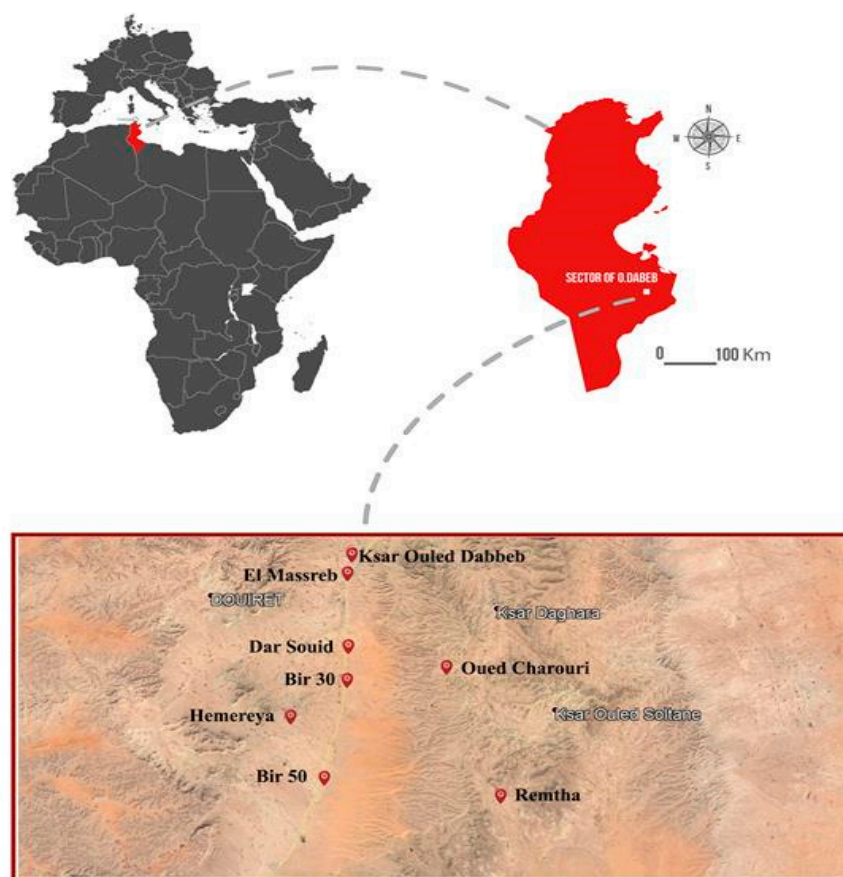 N
W E
S
SECTOR OF O.DABEB
0 100 Km
Ksar Ouled Dabbeb
El Massreb
DOUIRET
Ksar Daghara
Dar Souid
Oued Charouri
Bir 30
Hemereya
Ksar Ouled Soltane
Bir 50
Remtha